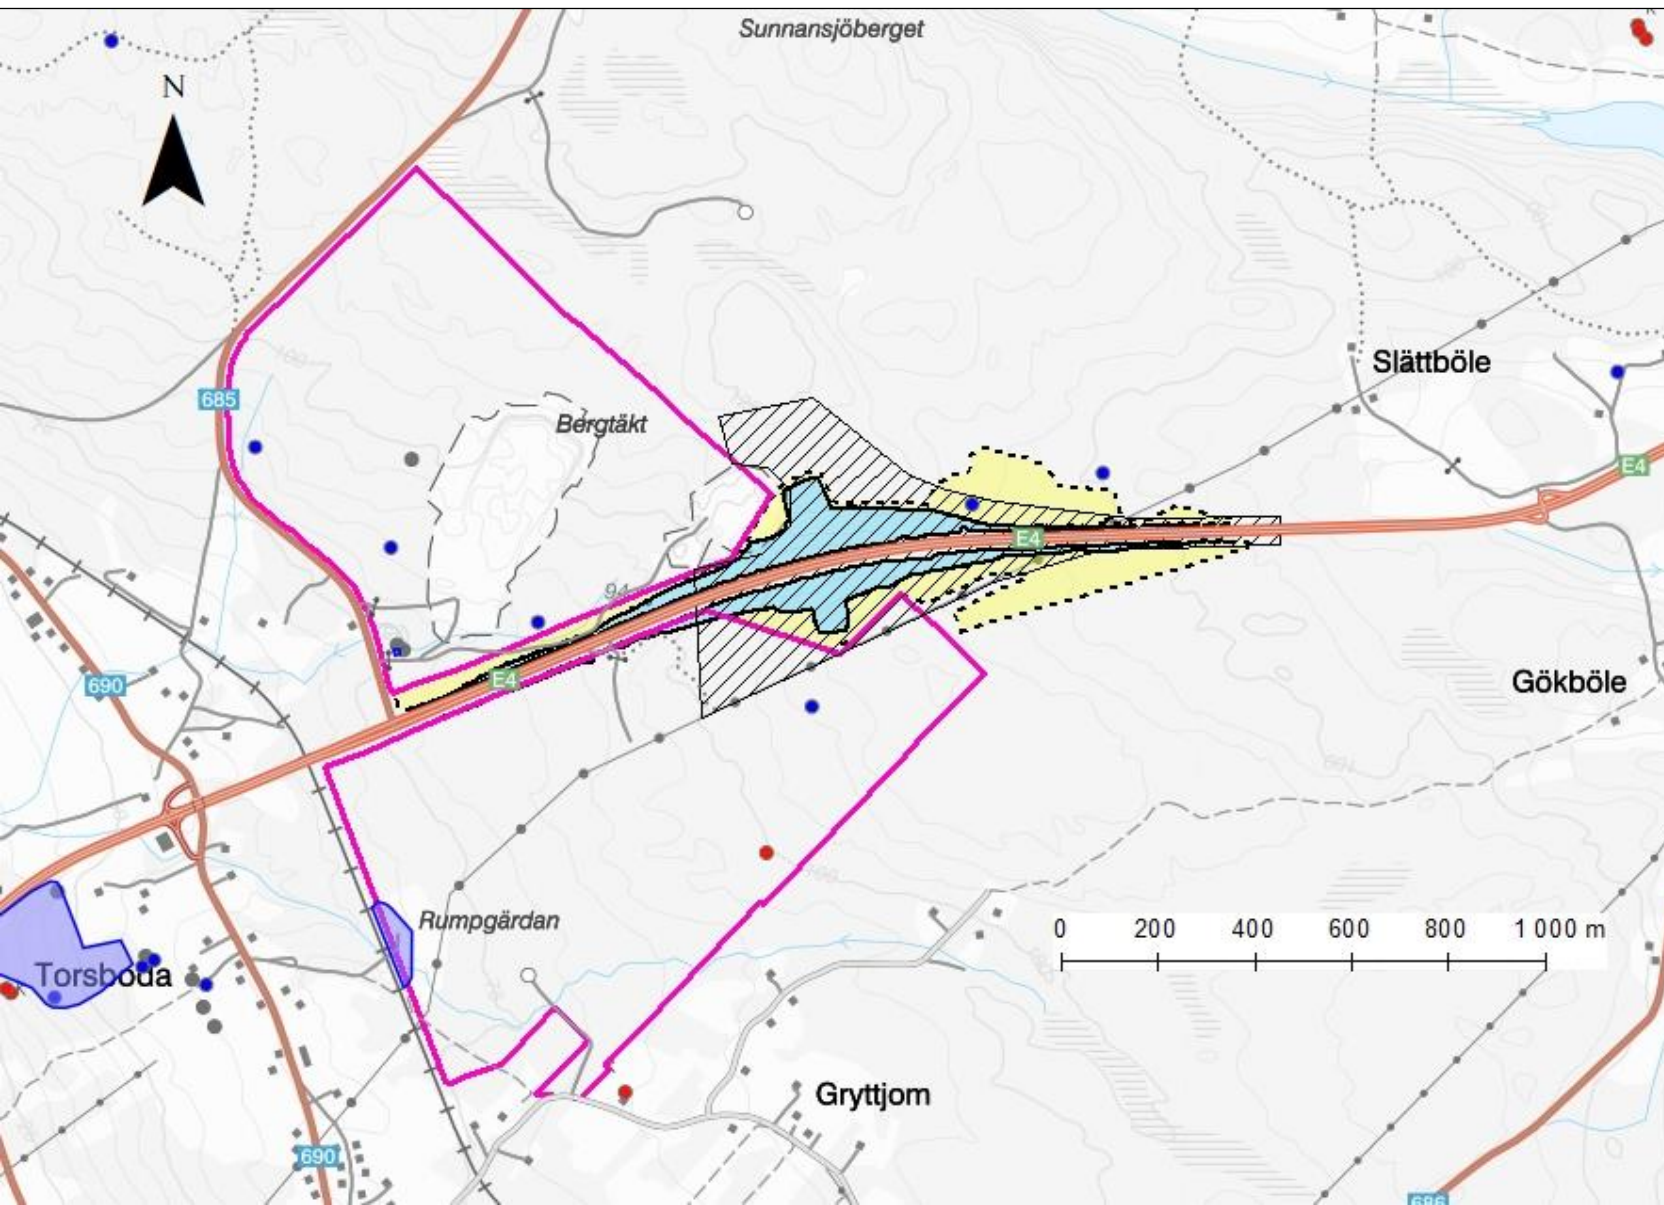 Sunnansjöberget
N
Slättböle
685
Bergtäkt
E4
E4
94
Gökböle
690
E4
Rumpgärdan
0 200 400 600 800 1 000 m
Torsboda
Gryttjom
690
686